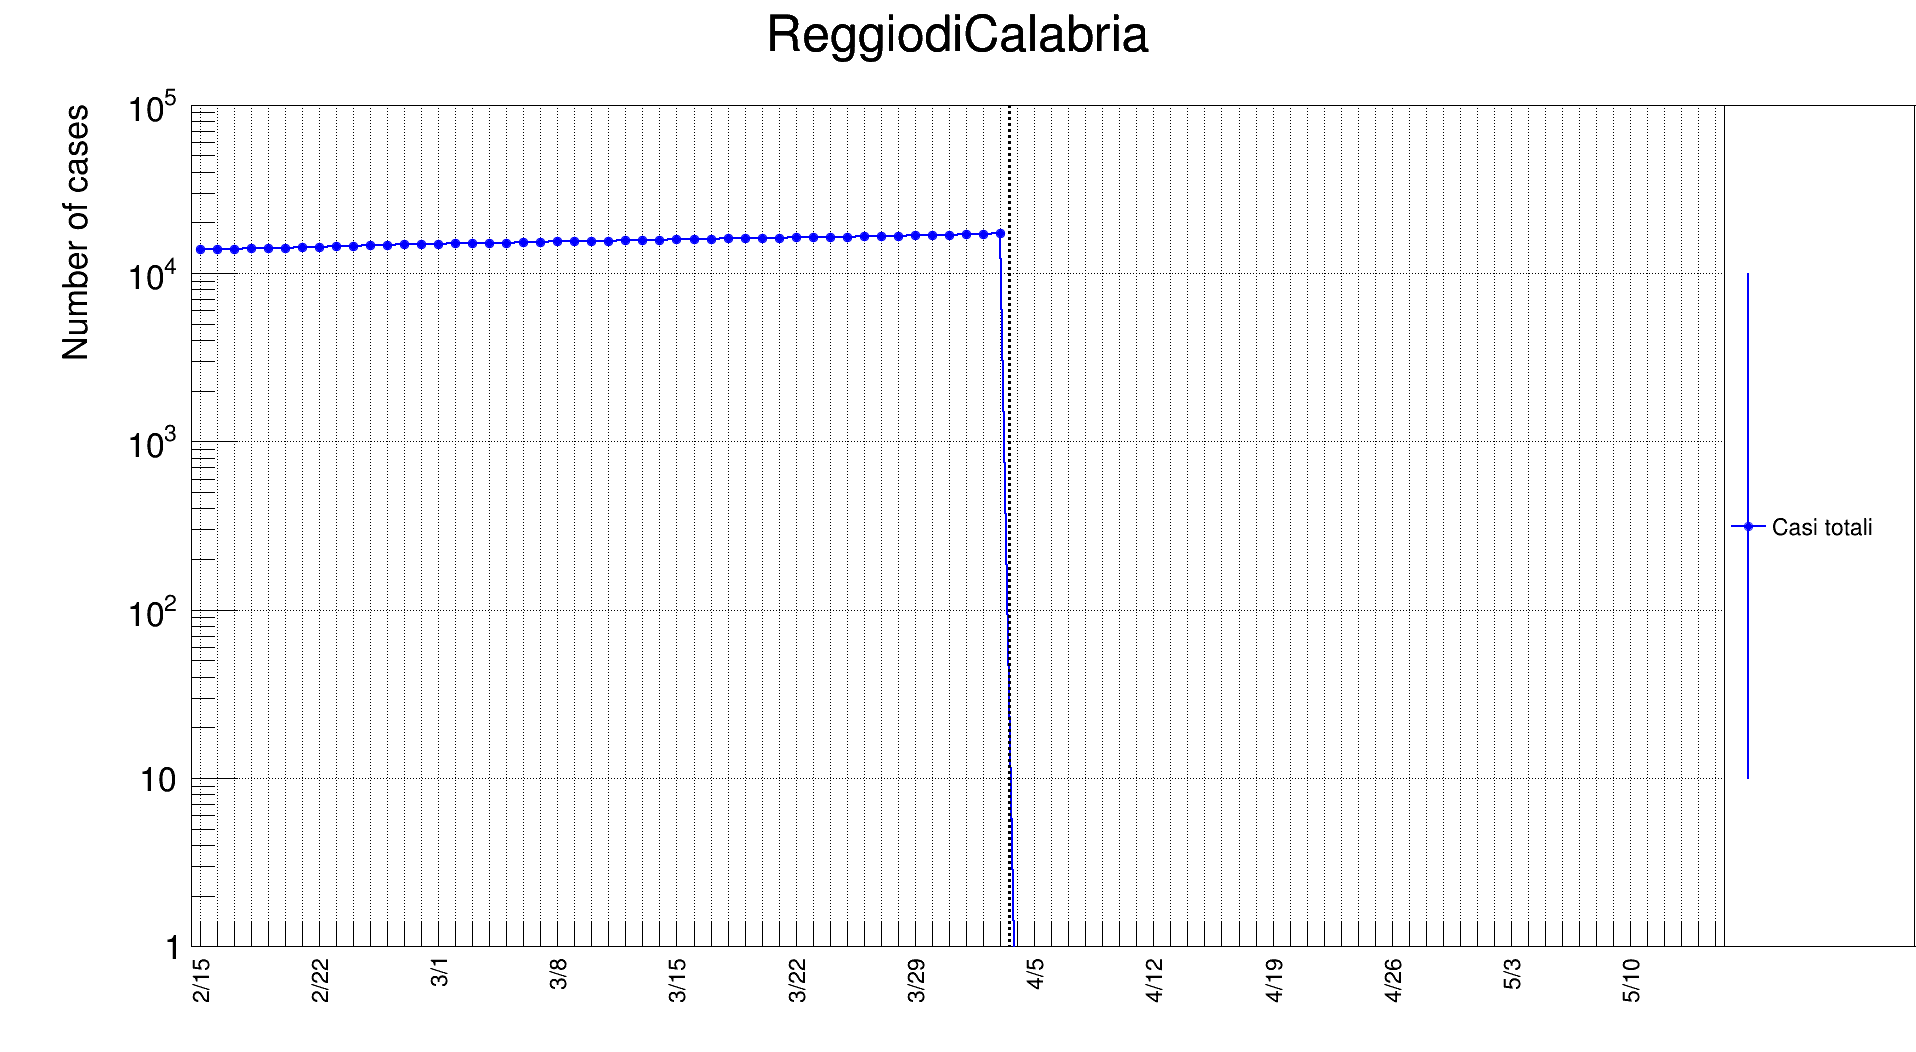 ReggiodiCalabria
Number of cases
10^5
10^4
10^3
10^2
10
1
2/15 2/22 3/1 3/8 3/15 3/22 3/29 4/5 4/12 4/19 4/26 5/3 5/10
Casi totali